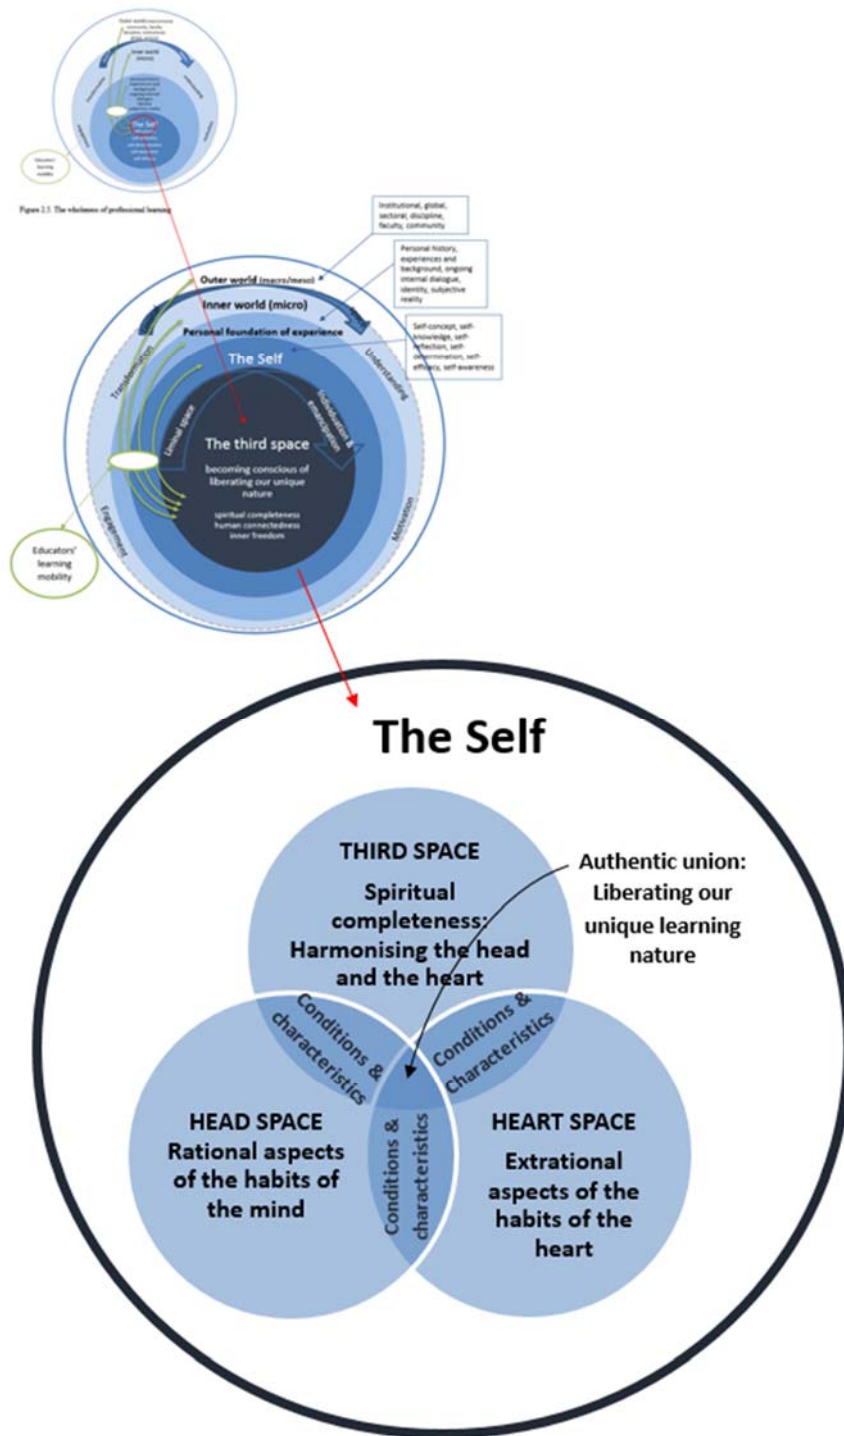 The Self
Educators'
learning
mobility
Figure 2.5. The wholeness of professional learning
Institutional, global,
sectoral, discipline,
faculty, community
Personal history,
experiences and
background, ongoing
internal dialogue,
identity, subjective
reality
Self-concept, self-
knowledge, self-
reflection, self-
determination, self-
efficacy, self-awareness
Outer world (macro/meso)
Inner world (micro)
Personal foundation of experience
The Self
Transformation
Understanding
Liminal space
Individuation &
emancipation
The third space
becoming conscious of
liberating our unique
nature
spiritual completeness
human connectedness
inner freedom
Engagement
Motivation
Educators'
learning
mobility
The Self
THIRD SPACE
Spiritual
completeness:
Harmonising the head
and the heart
Authentic union:
Liberating our
unique learning
nature
Conditions &
characteristics
Conditions &
Characteristics
HEAD SPACE
Rational aspects
of the habits of
the mind
Conditions &
characteristics
HEART SPACE
Extrational
aspects of the
habits of the
heart